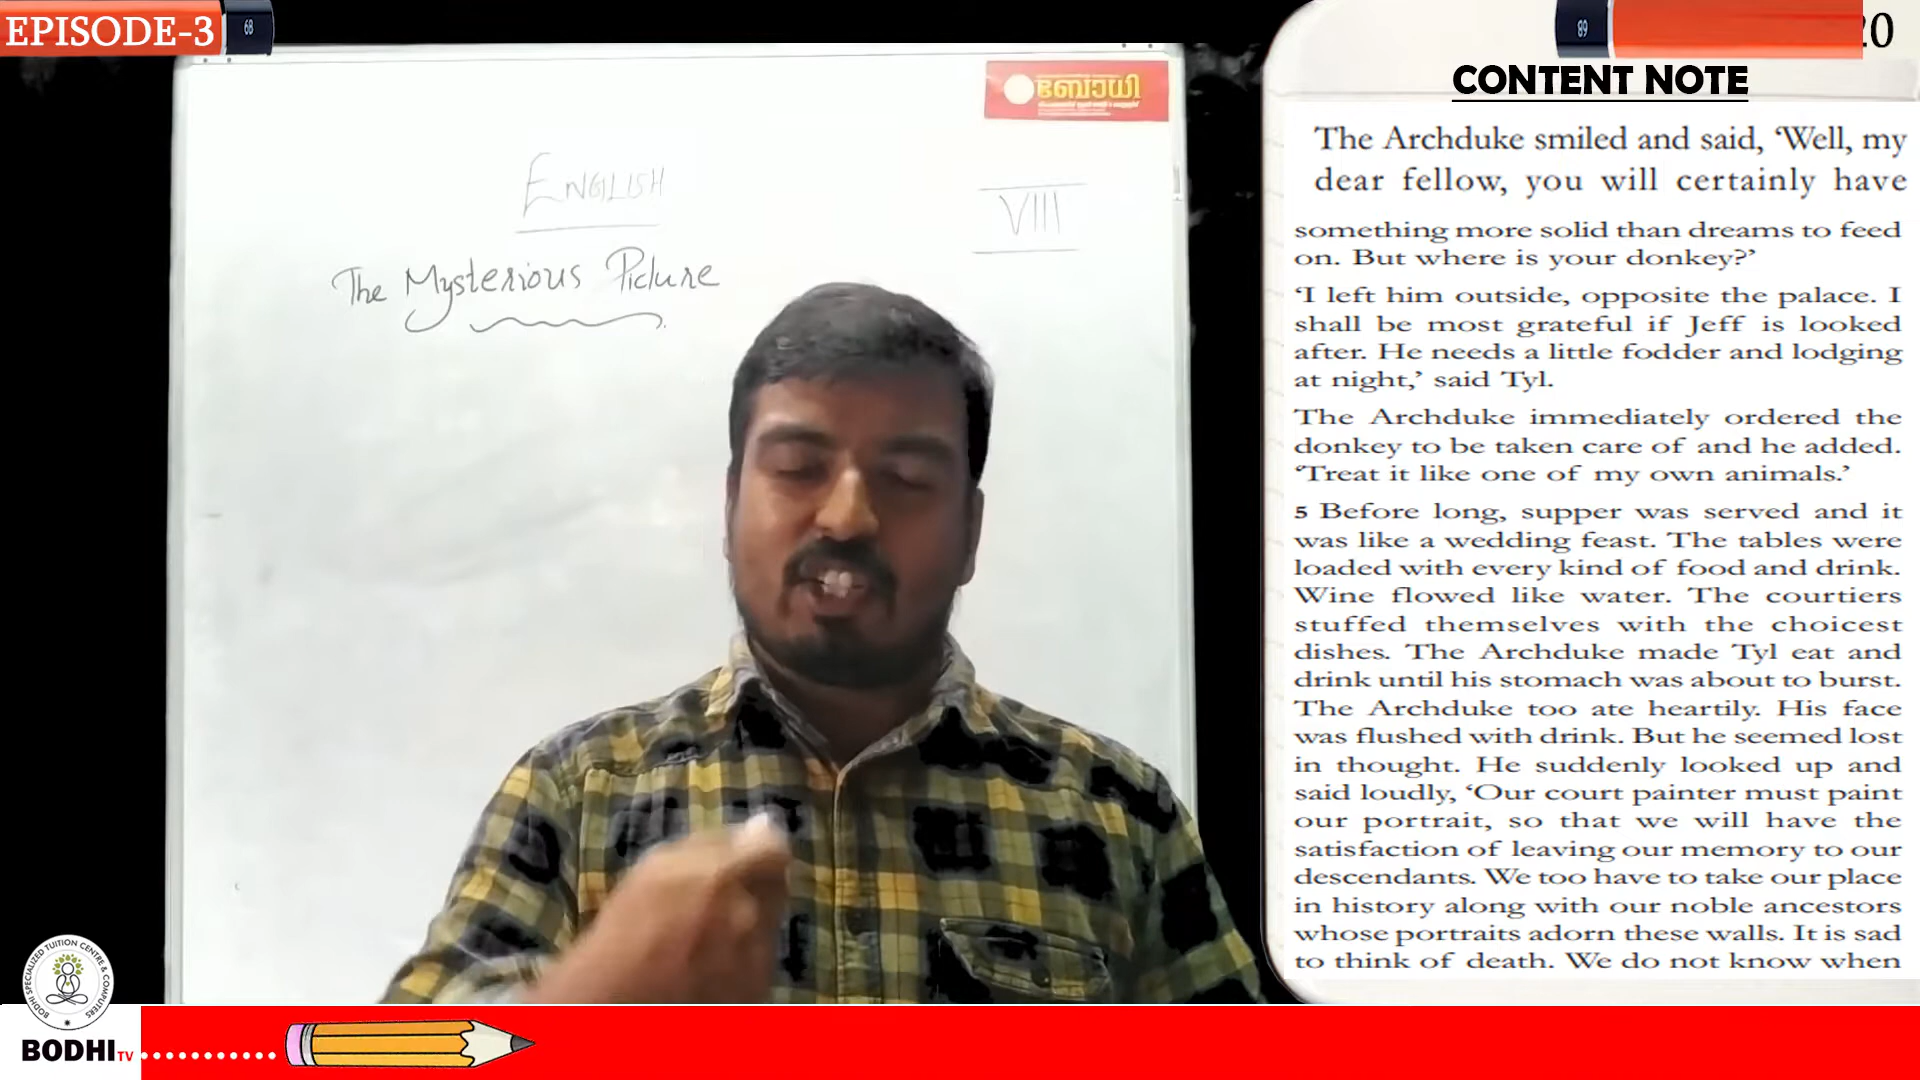 EPISODE-3
68
89
20
CONTENT NOTE
ബോധി
ENGLISH
VIII
The Mysterious Picture
The Archduke smiled and said, ‘Well, my
dear fellow, you will certainly have
something more solid than dreams to feed
on. But where is your donkey?’
‘I left him outside, opposite the palace. I
shall be most grateful if Jeff is looked
after. He needs a little fodder and lodging
at night,’ said Tyl.
The Archduke immediately ordered the
donkey to be taken care of and he added.
‘Treat it like one of my own animals.’
5 Before long, supper was served and it
was like a wedding feast. The tables were
loaded with every kind of food and drink.
Wine flowed like water. The courtiers
stuffed themselves with the choicest
dishes. The Archduke made Tyl eat and
drink until his stomach was about to burst.
The Archduke too ate heartily. His face
was flushed with drink. But he seemed lost
in thought. He suddenly looked up and
said loudly, ‘Our court painter must paint
our portrait, so that we will have the
satisfaction of leaving our memory to our
descendants. We too have to take our place
in history along with our noble ancestors
whose portraits adorn these walls. It is sad
to think of death. We do not know when
BODHI SPECIALIZED TUITION CENTRE & COMPUTERS
BODHI TV